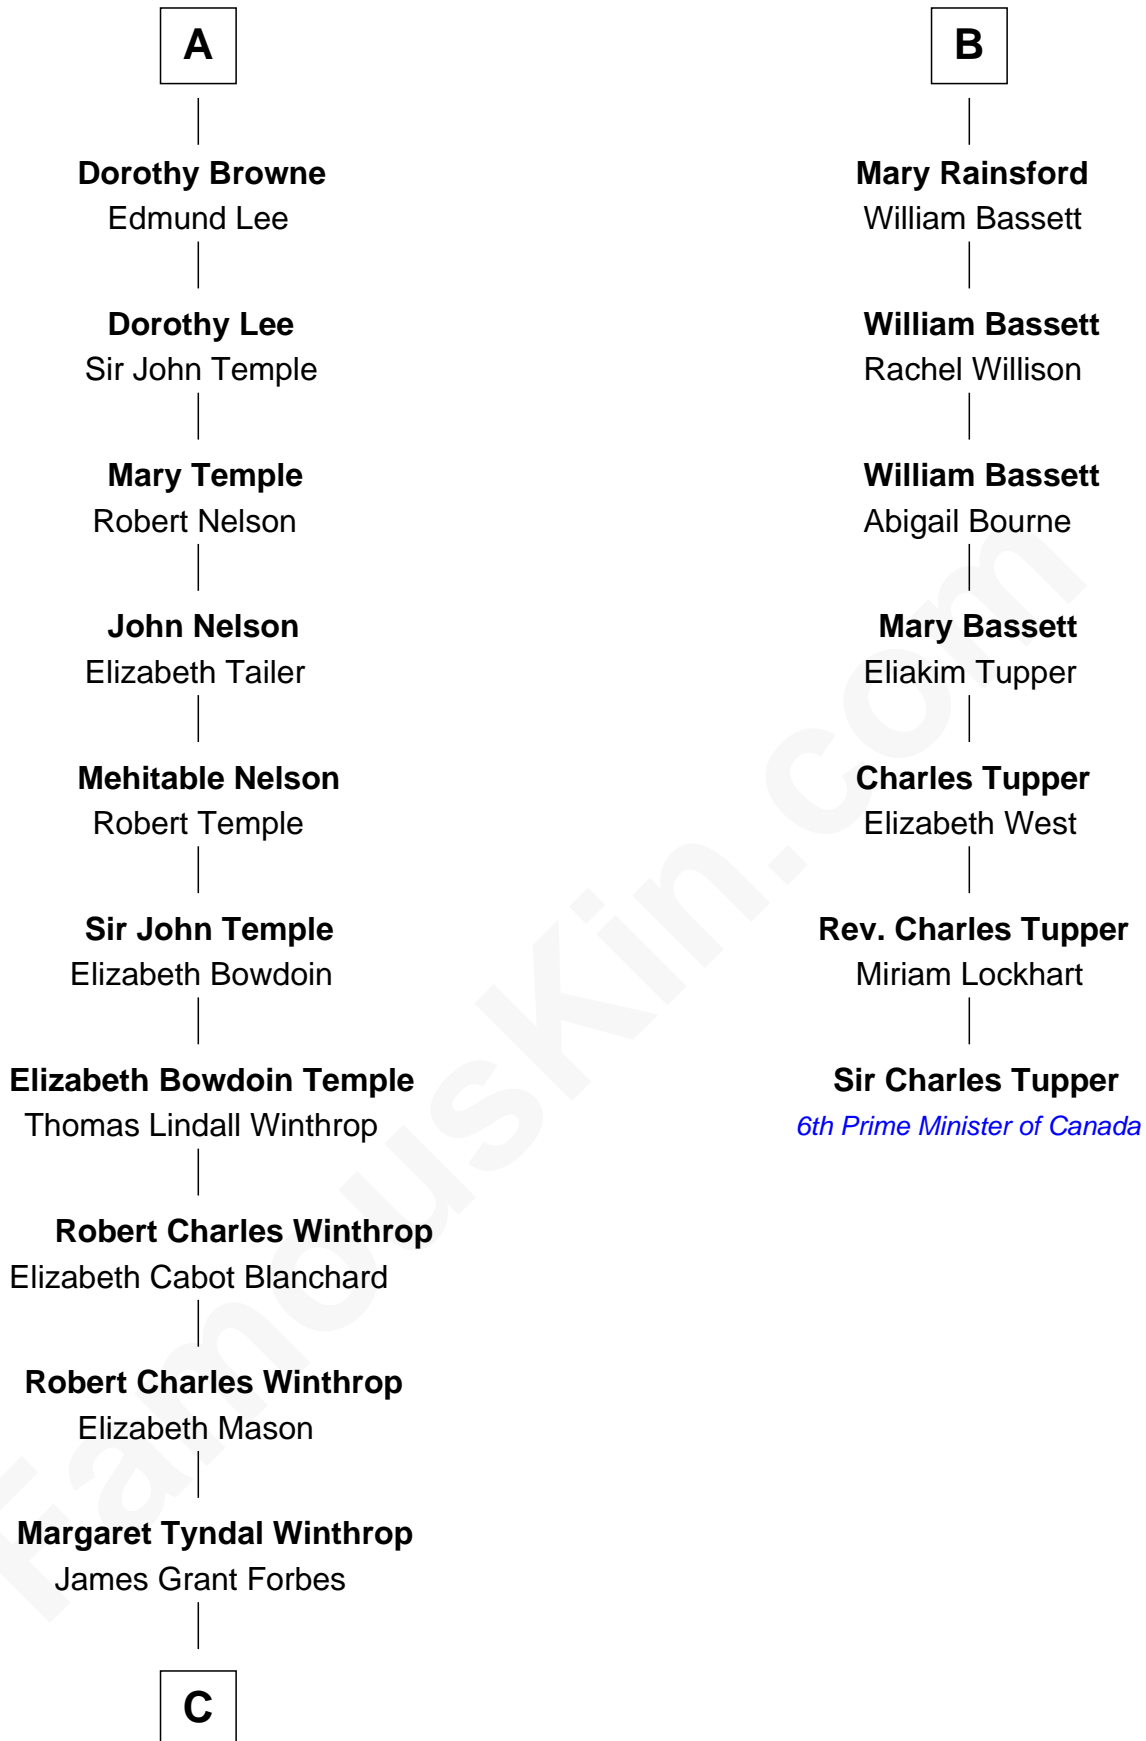 A
Dorothy Browne
Edmund Lee
Dorothy Lee
Sir John Temple
Mary Temple
Robert Nelson
John Nelson
Elizabeth Tailer
Mehitable Nelson
Robert Temple
Sir John Temple
Elizabeth Bowdoin
Elizabeth Bowdoin Temple
Thomas Lindall Winthrop
Robert Charles Winthrop
Elizabeth Cabot Blanchard
Robert Charles Winthrop
Elizabeth Mason
Margaret Tyndal Winthrop
James Grant Forbes
C
B
Mary Rainsford
William Bassett
William Bassett
Rachel Willison
William Bassett
Abigail Bourne
Mary Bassett
Eliakim Tupper
Charles Tupper
Elizabeth West
Rev. Charles Tupper
Miriam Lockhart
Sir Charles Tupper
6th Prime Minister of Canada
FamousKin.com